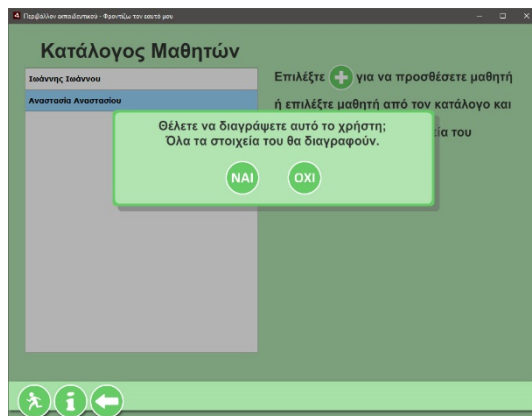 Περιβάλλον εκπαιδευτικού - Φροντίζω τον εαυτό μου
Κατάλογος Μαθητών
Ιωάννης Ιωάννου
Αναστασία Αναστασίου
Επιλέξτε + για να προσθέσετε μαθητή
ή επιλέξτε μαθητή από τον κατάλογο και
του
Θέλετε να διαγράψετε αυτό το χρήστη;
Όλα τα στοιχεία του θα διαγραφούν.
ΝΑΙ ΟΧΙ